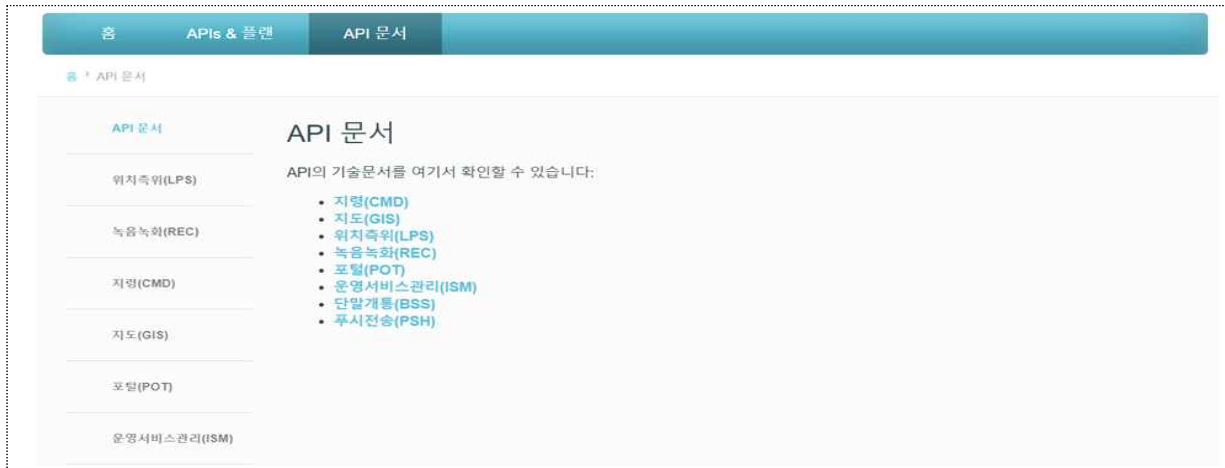 홈 APIs & 플랜 API 문서
홈 › API 문서
API 문서
위치측위(LPS)
녹음녹화(REC)
지령(CMD)
지도(GIS)
포털(POT)
운영서비스관리(ISM)
API 문서
API의 기술문서를 여기서 확인할 수 있습니다:
• 지령(CMD)
• 지도(GIS)
• 위치측위(LPS)
• 녹음녹화(REC)
• 포털(POT)
• 운영서비스관리(ISM)
• 단말개통(BSS)
• 푸시전송(PSH)